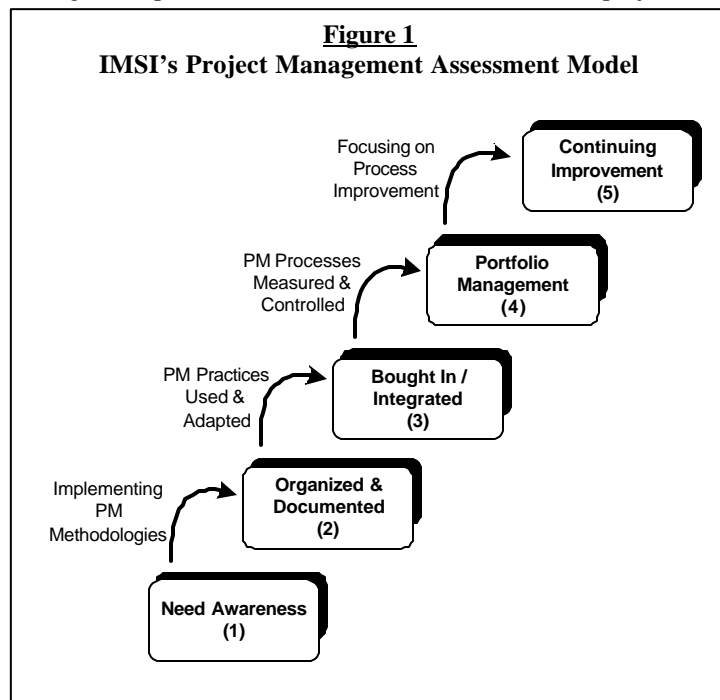 Figure 1
IMSI’s Project Management Assessment Model
Focusing on
Process
Improvement
Continuing
Improvement
(5)
PM Processes
Measured &
Controlled
Portfolio
Management
(4)
PM Practices
Used &
Adapted
Bought In /
Integrated
(3)
Implementing
PM
Methodologies
Organized &
Documented
(2)
Need Awareness
(1)